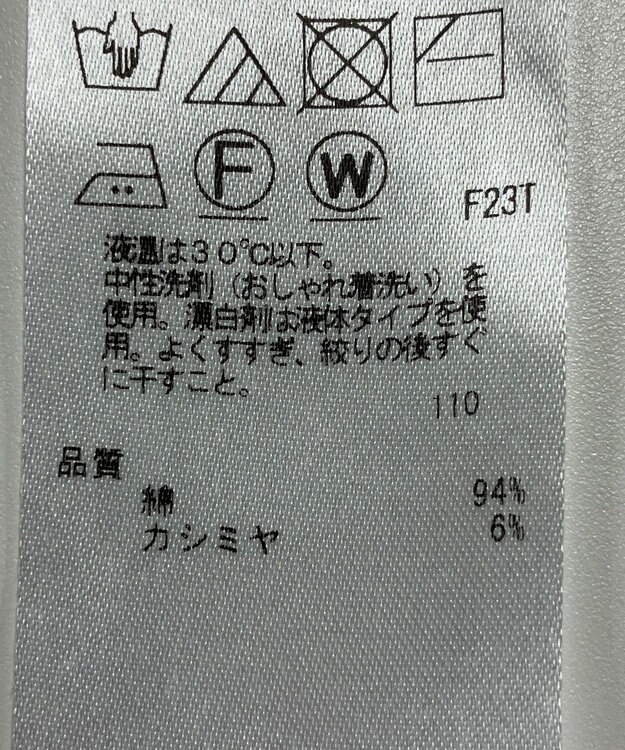 F
W
F23T
液温は30℃以下。
中性洗剤（おしゃれ着洗い）を
使用。漂白剤は液体タイプを使
用。よくすすぎ、絞りの後すぐ
に干すこと。
110
品質
綿 94%
カシミヤ 6%